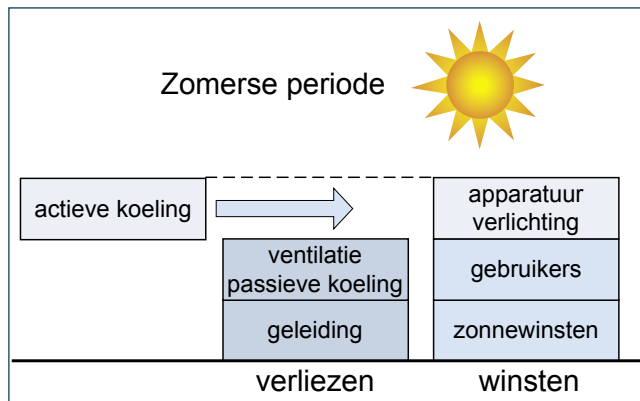 Zomerse periode
actieve koeling
apparatuur
verlichting
ventilatie
passieve koeling
gebruikers
geleiding
zonnewinsten
verliezen
winsten